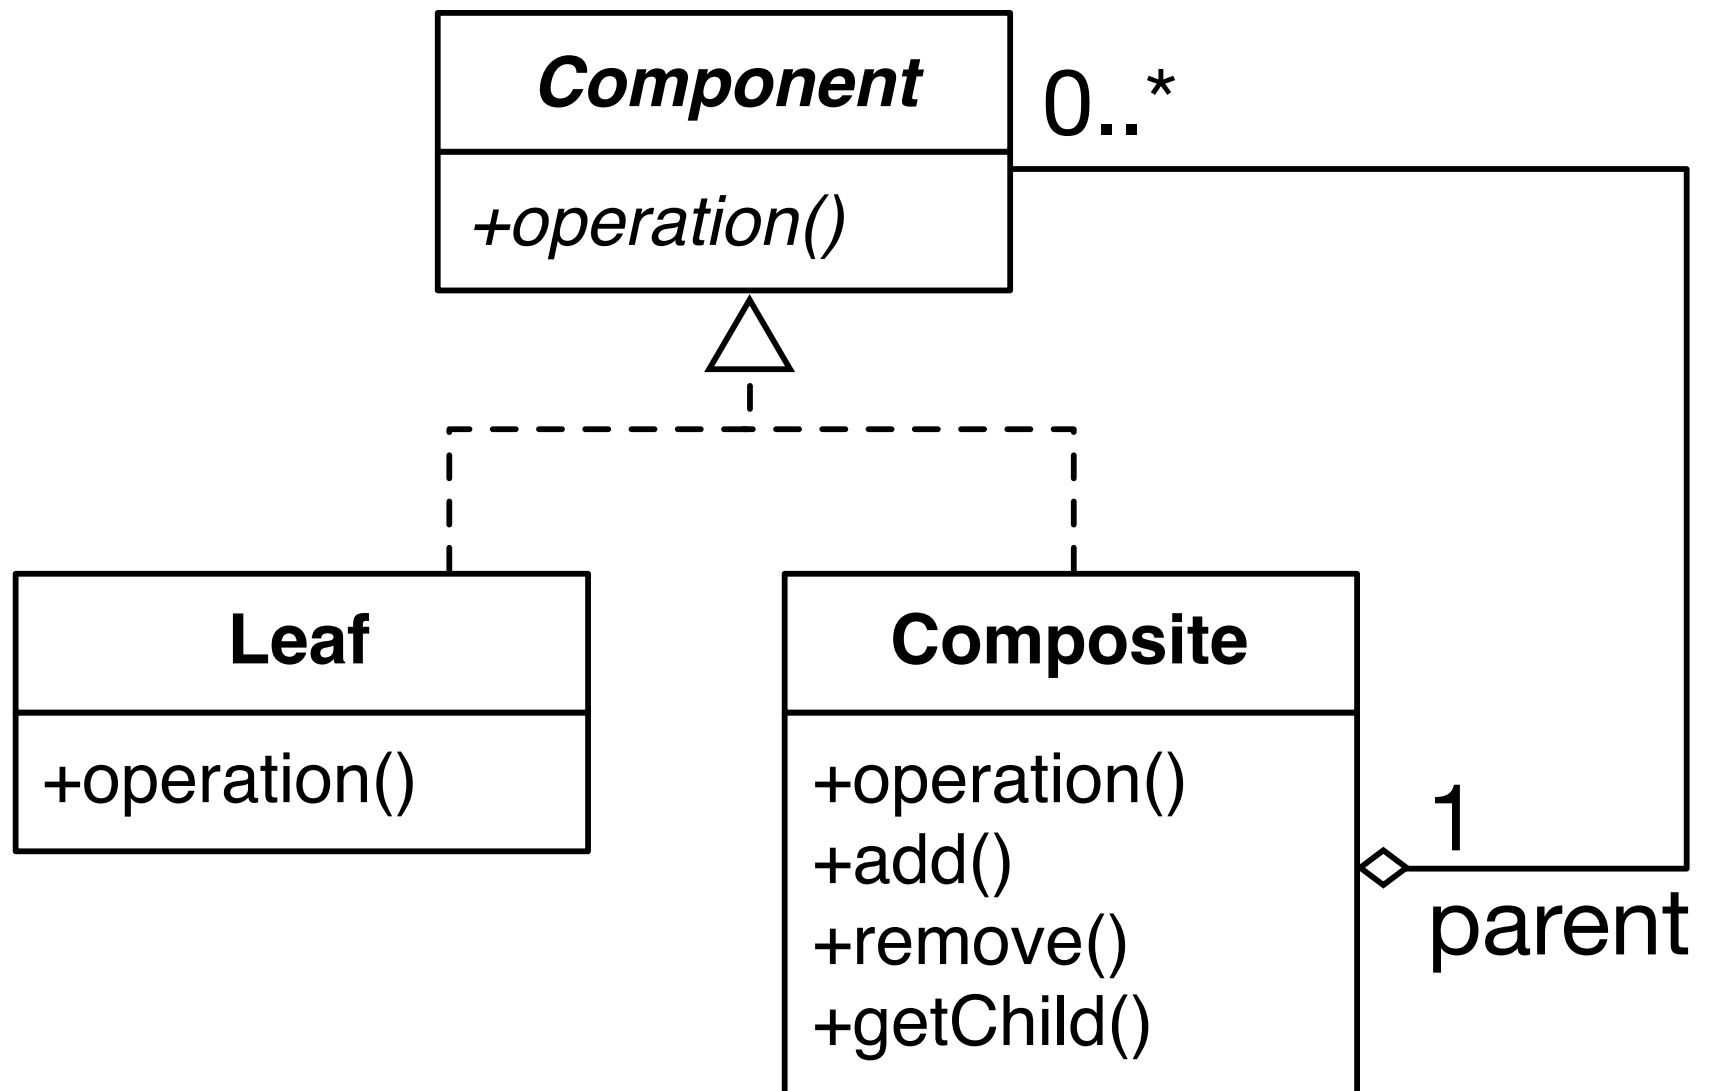 Component
0..*
+operation()
Leaf
+operation()
Composite
+operation()
+add()
+remove()
+getChild()
1
parent